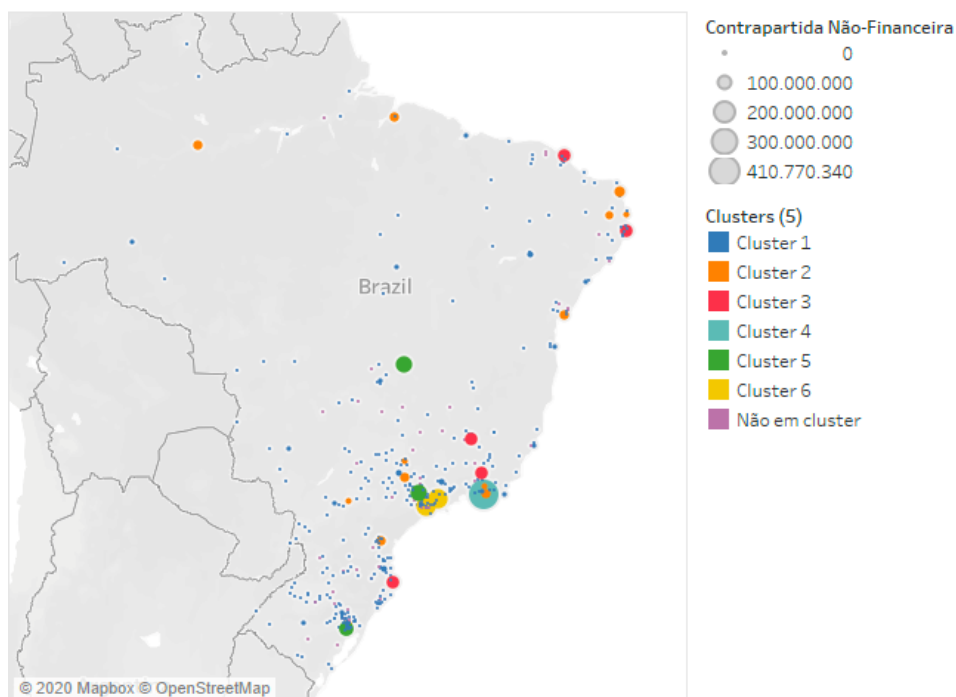 Contrapartida Não-Financeira
0
100.000.000
200.000.000
300.000.000
410.770.340
Clusters (5)
Cluster 1
Cluster 2
Cluster 3
Cluster 4
Cluster 5
Cluster 6
Não em cluster
Brazil
© 2020 Mapbox © OpenStreetMap